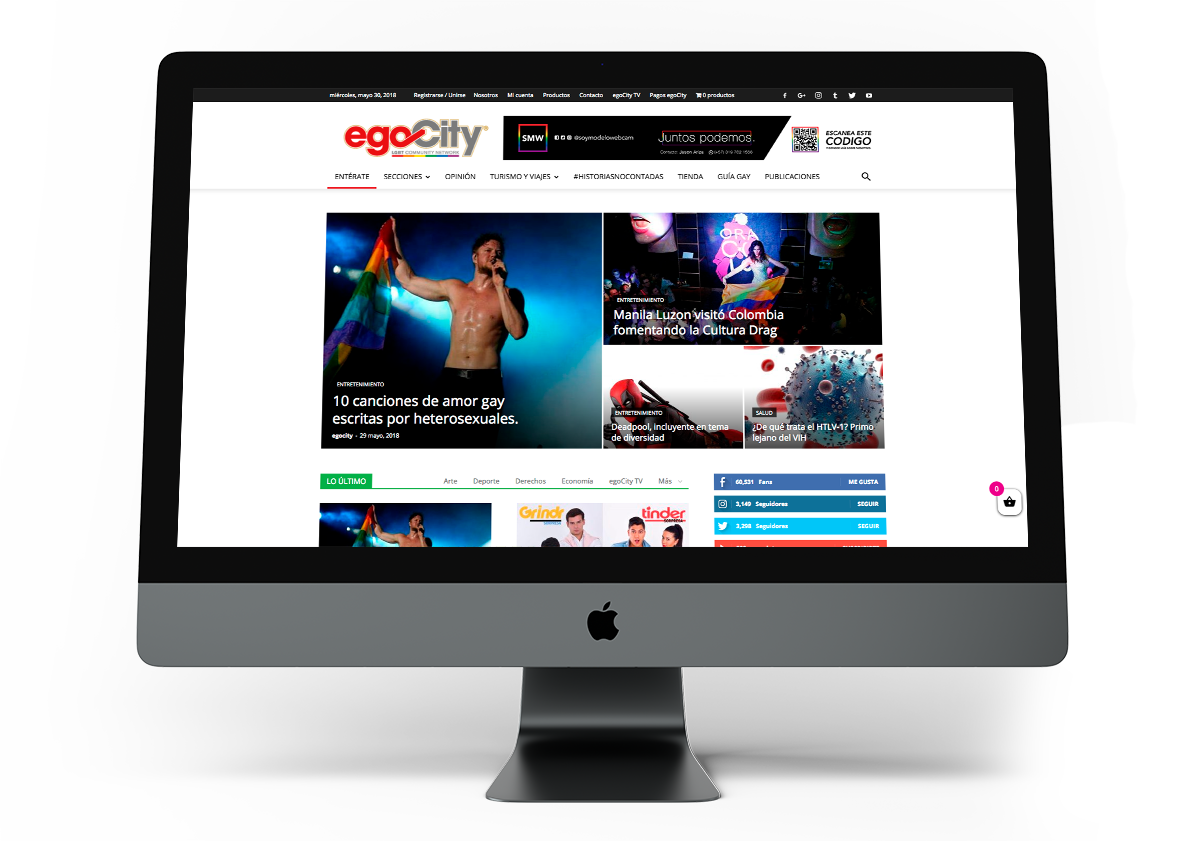 miércoles, mayo 30, 2018 Registrarse / Unirse Nosotros Mi cuenta Productos Contacto egoCity TV Pagos egoCity 0 productos
egoCity
LGBT COMMUNITY NETWORK
SMW @soymodelowebcam
Juntos podemos.
Contacto: Jason Ariza
ESCANEA ESTE
CODIGO
ENTÉRATE SECCIONES OPINIÓN TURISMO Y VIAJES #HISTORIASNOCONTADAS TIENDA GUÍA GAY PUBLICACIONES
ENTRETENIMIENTO
10 canciones de amor gay
escritas por heterosexuales.
egocity - 29 mayo, 2018
ENTRETENIMIENTO
Manila Luzon visitó Colombia
fomentando la Cultura Drag
ENTRETENIMIENTO
Deadpool, incluyente en tema
de diversidad
SALUD
¿De qué trata el HTLV-1? Primo
lejano del VIH
LO ÚLTIMO Arte Deporte Derechos Economía egoCity TV Más
60,531 Fans ME GUSTA
3,149 Seguidores SEGUIR
3,298 Seguidores SEGUIR
0
Grindr
tinder